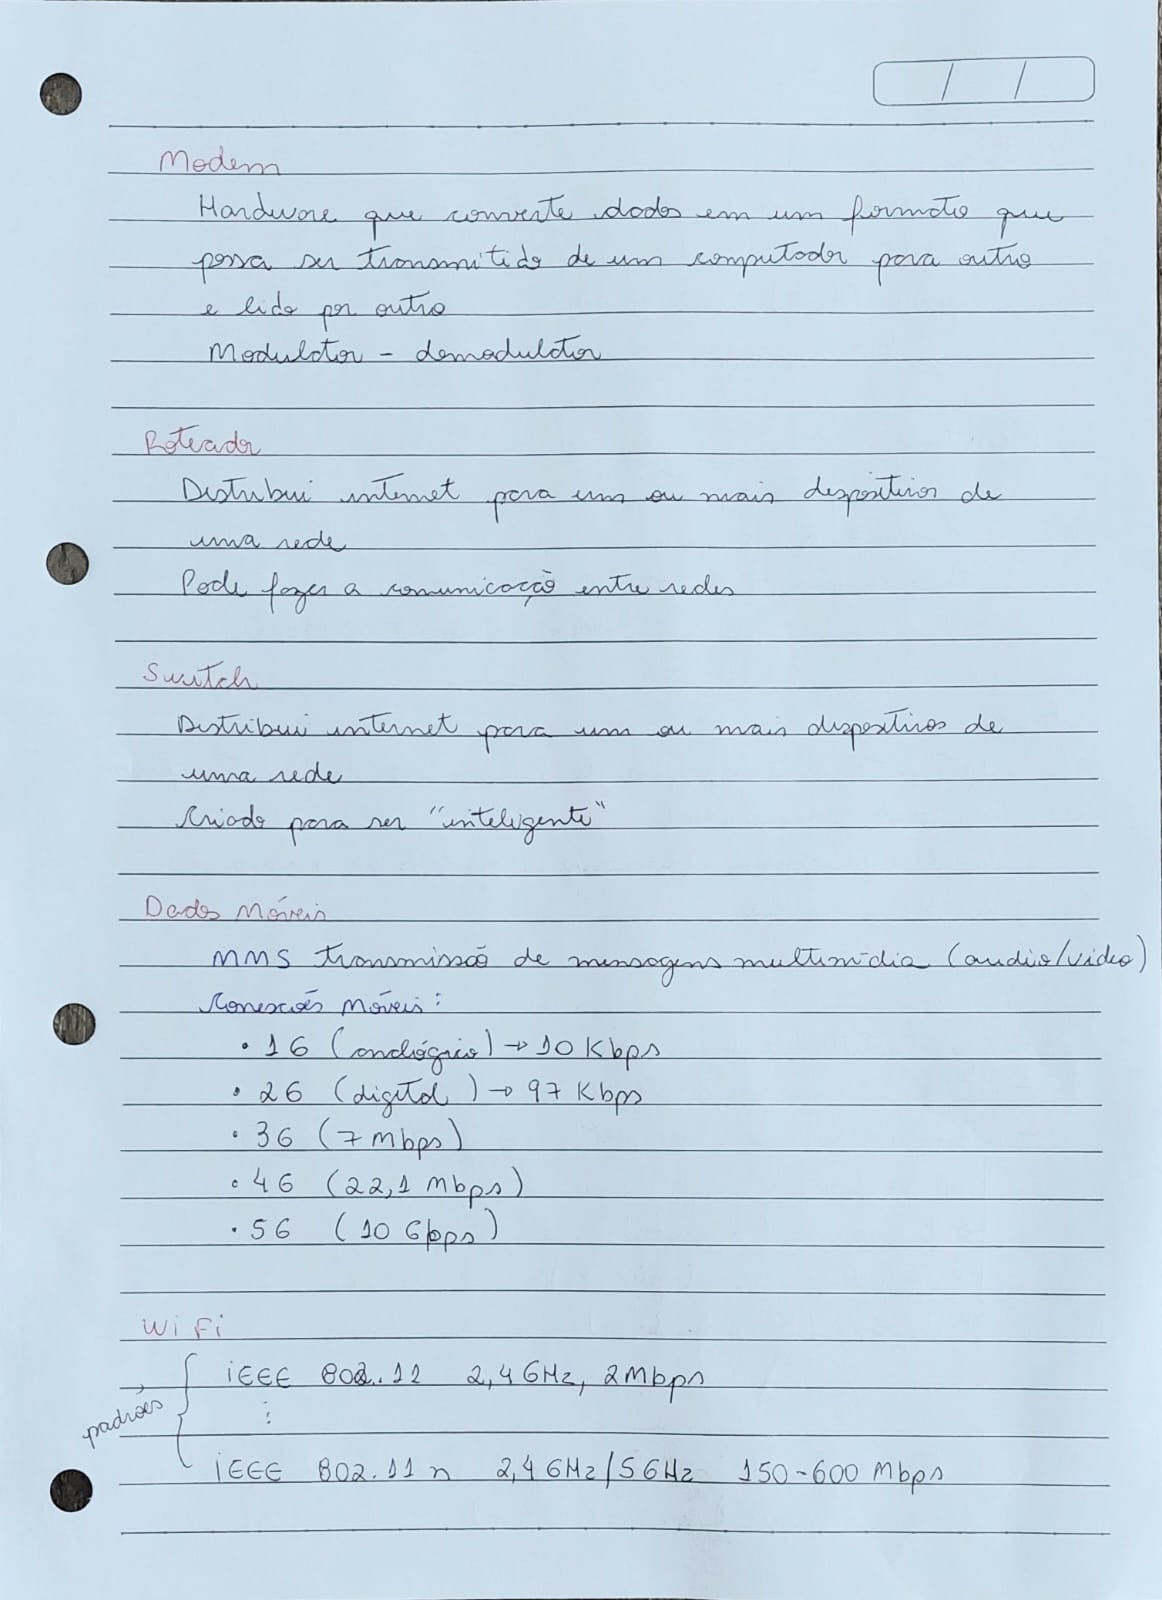 / /
Modem
Hardware que converte dados em um formato que
possa ser transmitido de um computador para outro
e lido por outro
Modulator - demodulator
Roteador
Distribui internet para um ou mais dispositivos de
uma rede
Pode fazer a comunicação entre redes
Switch
Distribui internet para um ou mais dispositivos de
uma rede
Criado para ser "inteligente"
Dados Móveis
MMS transmissão de mensagens multimídia (audio/video)
Conexões Móveis:
• 1G (analógico) → 10 Kbps
• 2G (digital) → 97 Kbps
• 3G (7 Mbps)
• 4G (22,1 Mbps)
• 5G (10 Gbps)
WiFi
padrões → { IEEE 802.11 2,4 GHz, 2Mbps
⋮
IEEE 802.11 n 2,4 GHz/5GHz 150-600 Mbps